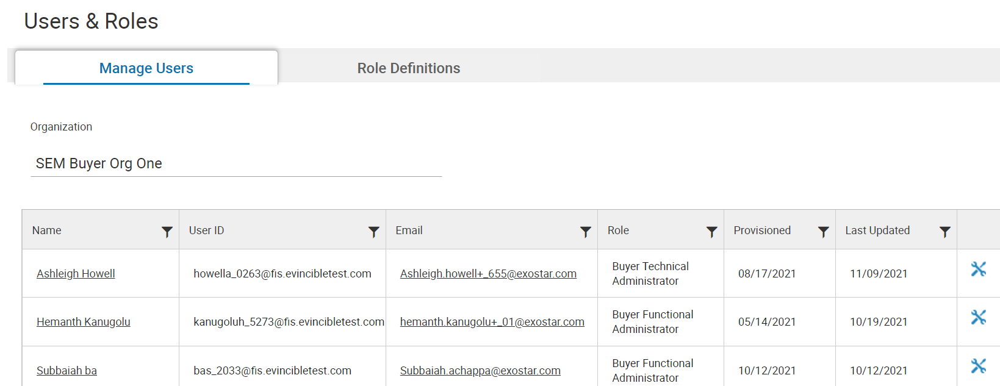 Users & Roles
Manage Users
Role Definitions
Organization
SEM Buyer Org One
Name User ID Email Role Provisioned Last Updated
Ashleigh Howell howella_0263@fis.evincibletest.com Ashleigh.howell+_655@exostar.com Buyer Technical Administrator 08/17/2021 11/09/2021
Hemanth Kanugolu kanugoluh_5273@fis.evincibletest.com hemanth.kanugolu+_01@exostar.com Buyer Functional Administrator 05/14/2021 10/19/2021
Subbaiah ba bas_2033@fis.evincibletest.com Subbaiah.achappa@exostar.com Buyer Functional Administrator 10/12/2021 10/12/2021